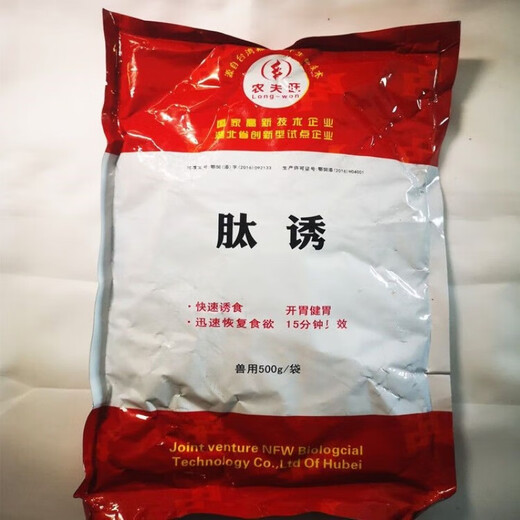 农夫旺
Long-wan
国家高新技术企业
湖北省创新型试点企业
肽诱
·快速诱食 开胃健胃
·迅速恢复食欲 15分钟！效
兽用500g/袋
Joint venture NFW Biologcial
Technology Co.,Ltd Of Hubei